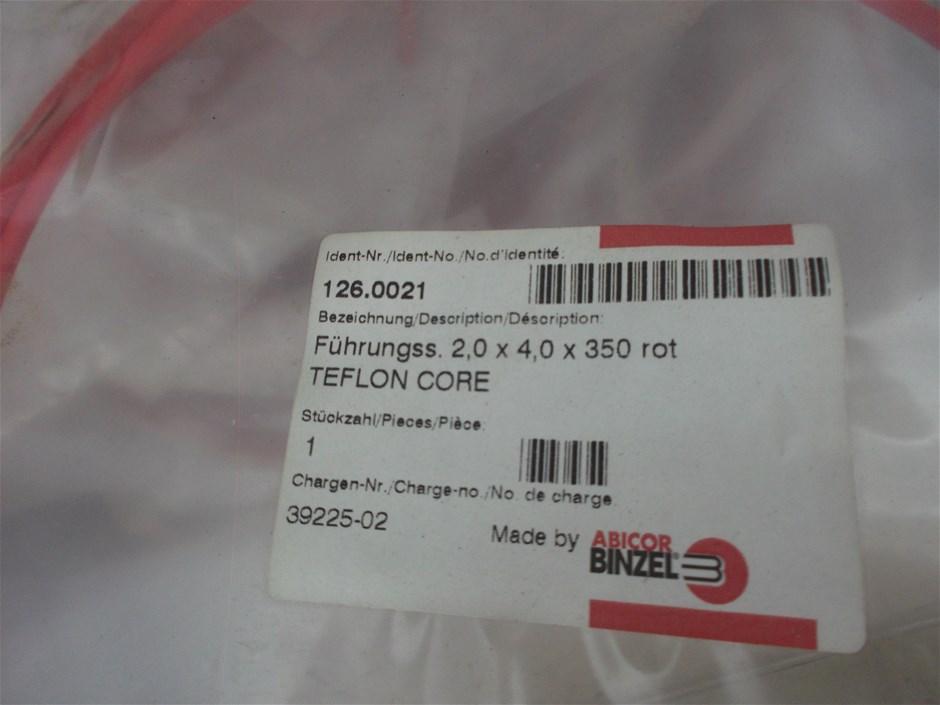 Ident-Nr./Ident-No./No.d'identité:
126.0021
Bezeichnung/Description/Déscription:
Führungss. 2,0 x 4,0 x 350 rot
TEFLON CORE
Stückzahl/Pieces/Pièce:
1
Chargen-Nr./Charge-no./No. de charge:
39225-02
Made by ABICOR
BINZEL®